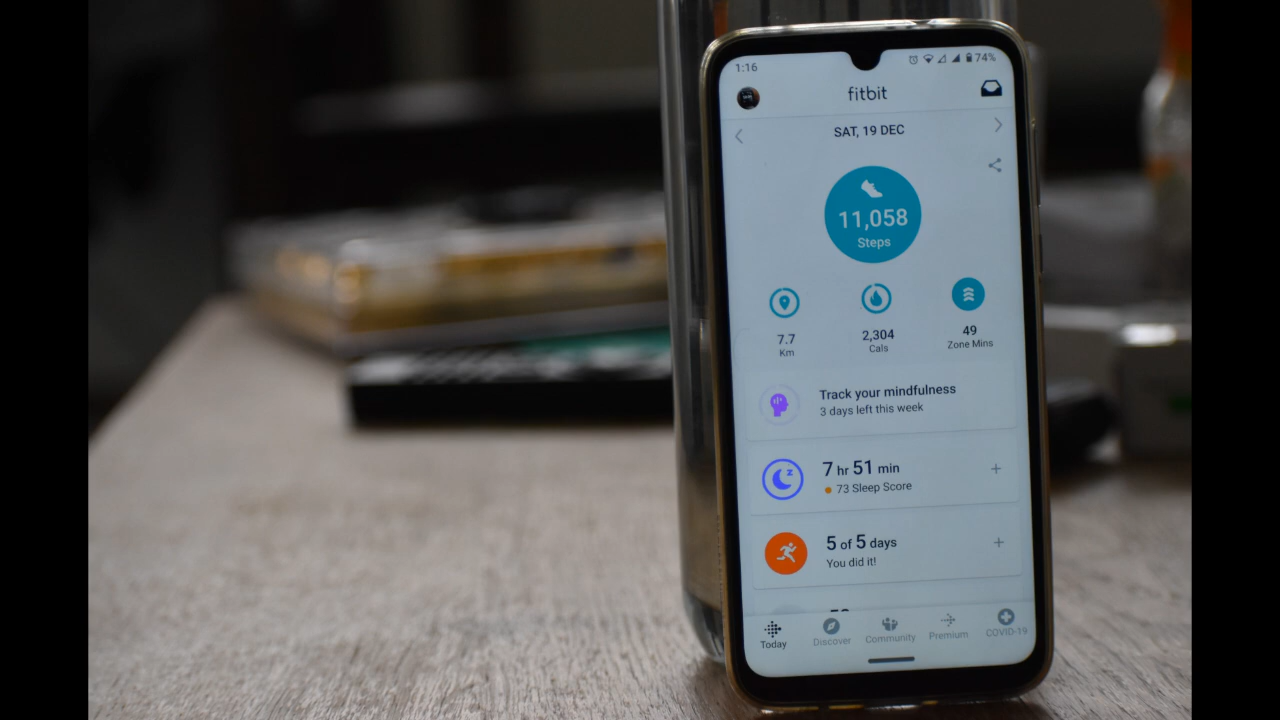 1:16
74%
fitbit
SAT, 19 DEC
11,058
Steps
7.7
Km
2,304
Cals
49
Zone Mins
Track your mindfulness
3 days left this week
7 hr 51 min
73 Sleep Score
5 of 5 days
You did it!
Today
Discover
Community
Premium
COVID-19